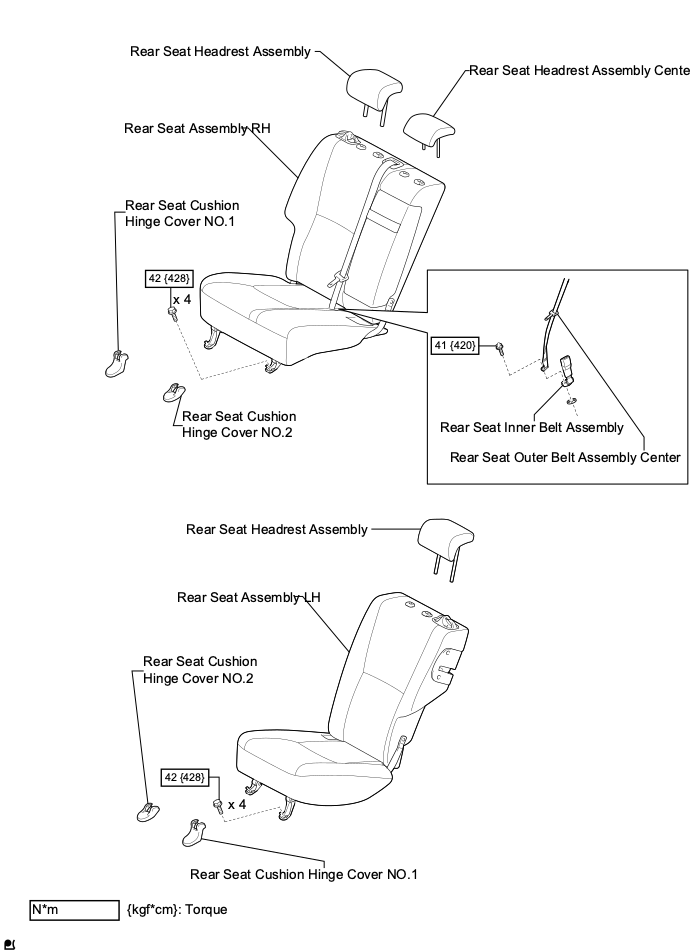 Rear Seat Headrest Assembly
Rear Seat Headrest Assembly Cente
Rear Seat Assembly RH
Rear Seat Cushion
Hinge Cover NO.1
42 {428}
x 4
41 {420}
Rear Seat Cushion
Hinge Cover NO.2
Rear Seat Inner Belt Assembly
Rear Seat Outer Belt Assembly Center
Rear Seat Headrest Assembly
Rear Seat Assembly LH
Rear Seat Cushion
Hinge Cover NO.2
42 {428}
x 4
Rear Seat Cushion Hinge Cover NO.1
N*m {kgf*cm}: Torque